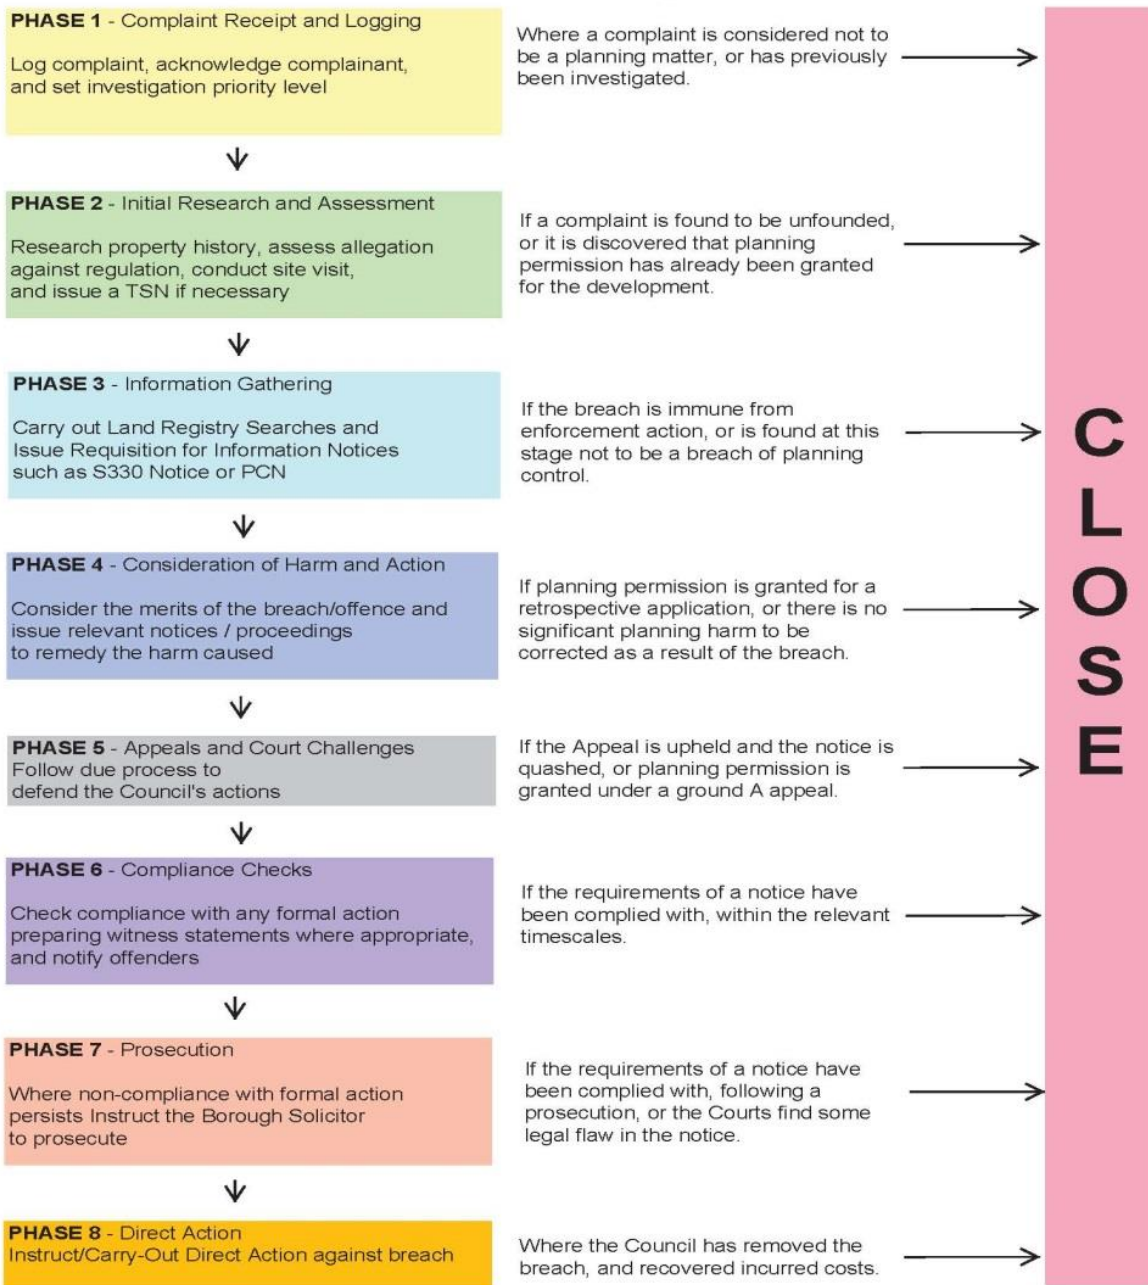 PHASE 1 - Complaint Receipt and Logging
Log complaint, acknowledge complainant,
and set investigation priority level
Where a complaint is considered not to
be a planning matter, or has previously
been investigated.
PHASE 2 - Initial Research and Assessment
Research property history, assess allegation
against regulation, conduct site visit,
and issue a TSN if necessary
If a complaint is found to be unfounded,
or it is discovered that planning
permission has already been granted
for the development.
PHASE 3 - Information Gathering
Carry out Land Registry Searches and
Issue Requisition for Information Notices
such as S330 Notice or PCN
If the breach is immune from
enforcement action, or is found at this
stage not to be a breach of planning
control.
PHASE 4 - Consideration of Harm and Action
Consider the merits of the breach/offence and
issue relevant notices / proceedings
to remedy the harm caused
If planning permission is granted for a
retrospective application, or there is no
significant planning harm to be
corrected as a result of the breach.
PHASE 5 - Appeals and Court Challenges
Follow due process to
defend the Council's actions
If the Appeal is upheld and the notice is
quashed, or planning permission is
granted under a ground A appeal.
PHASE 6 - Compliance Checks
Check compliance with any formal action
preparing witness statements where appropriate,
and notify offenders
If the requirements of a notice have
been complied with, within the relevant
timescales.
PHASE 7 - Prosecution
Where non-compliance with formal action
persists Instruct the Borough Solicitor
to prosecute
If the requirements of a notice have
been complied with, following a
prosecution, or the Courts find some
legal flaw in the notice.
PHASE 8 - Direct Action
Instruct/Carry-Out Direct Action against breach
Where the Council has removed the
breach, and recovered incurred costs.
CLOSE